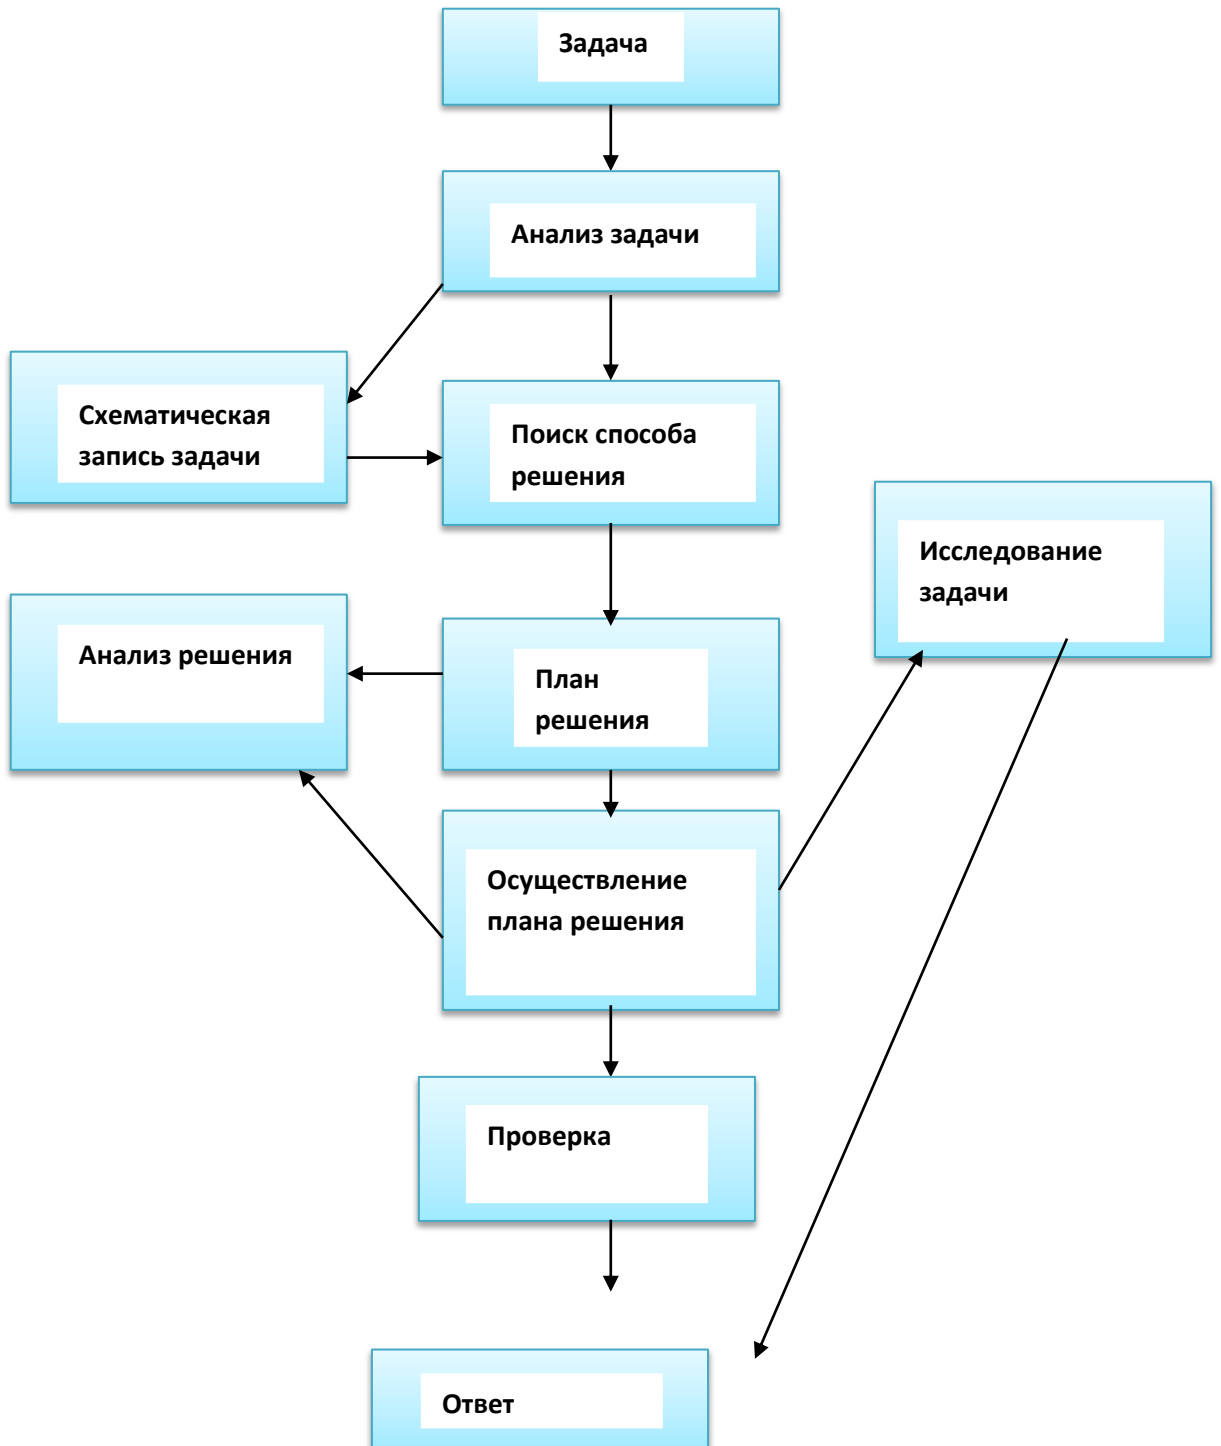 Задача
Анализ задачи
Схематическая
запись задачи
Поиск способа
решения
Исследование
задачи
Анализ решения
План
решения
Осуществление
плана решения
Проверка
Ответ